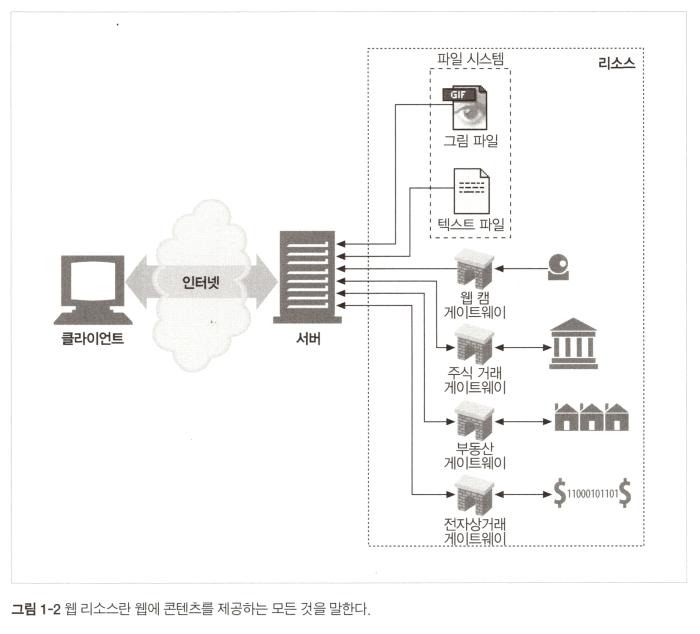 파일 시스템
리소스
GIF
그림 파일
텍스트 파일
인터넷
클라이언트
서버
웹 캠
게이트웨이
주식 거래
게이트웨이
부동산
게이트웨이
전자상거래
게이트웨이
$11000101101$
그림 1-2 웹 리소스란 웹에 콘텐츠를 제공하는 모든 것을 말한다.